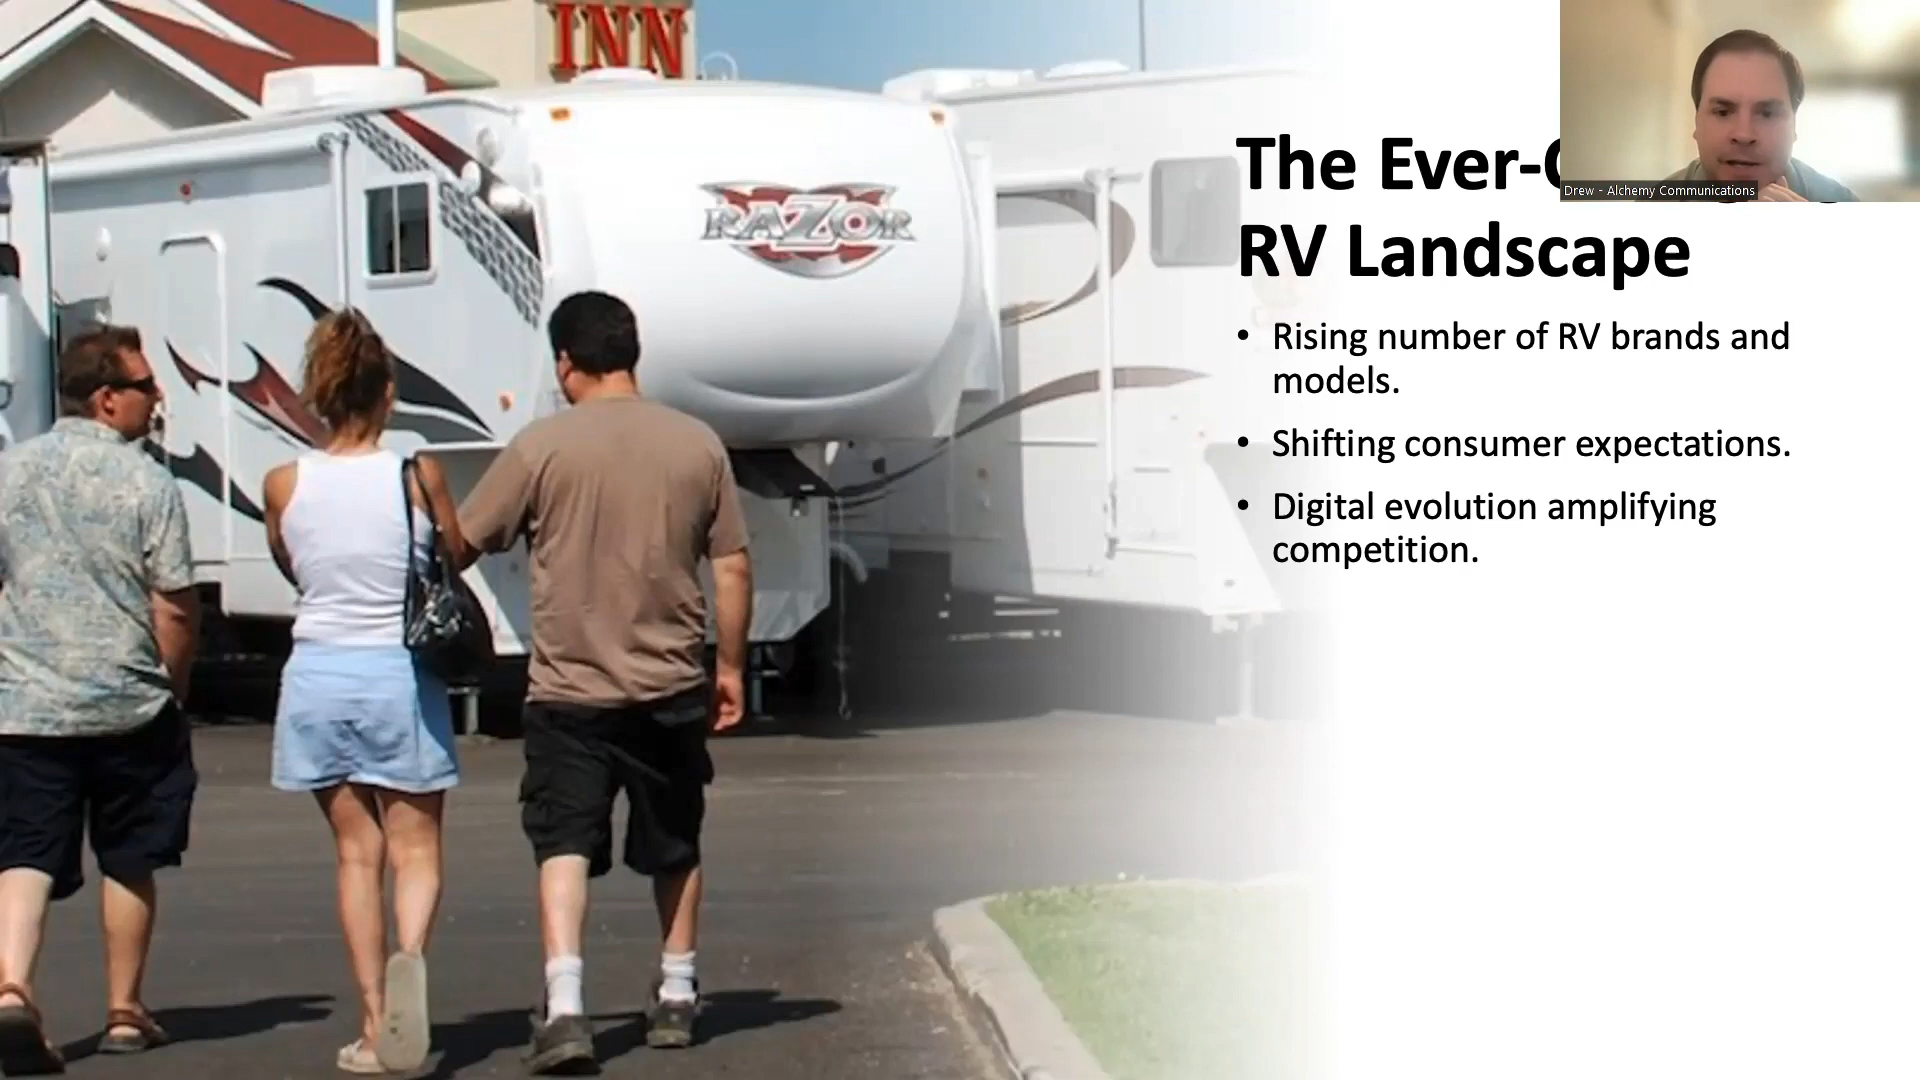 INN
RAZOR
The Ever-
RV Landscape
Drew - Alchemy Communications
• Rising number of RV brands and
models.
• Shifting consumer expectations.
• Digital evolution amplifying
competition.